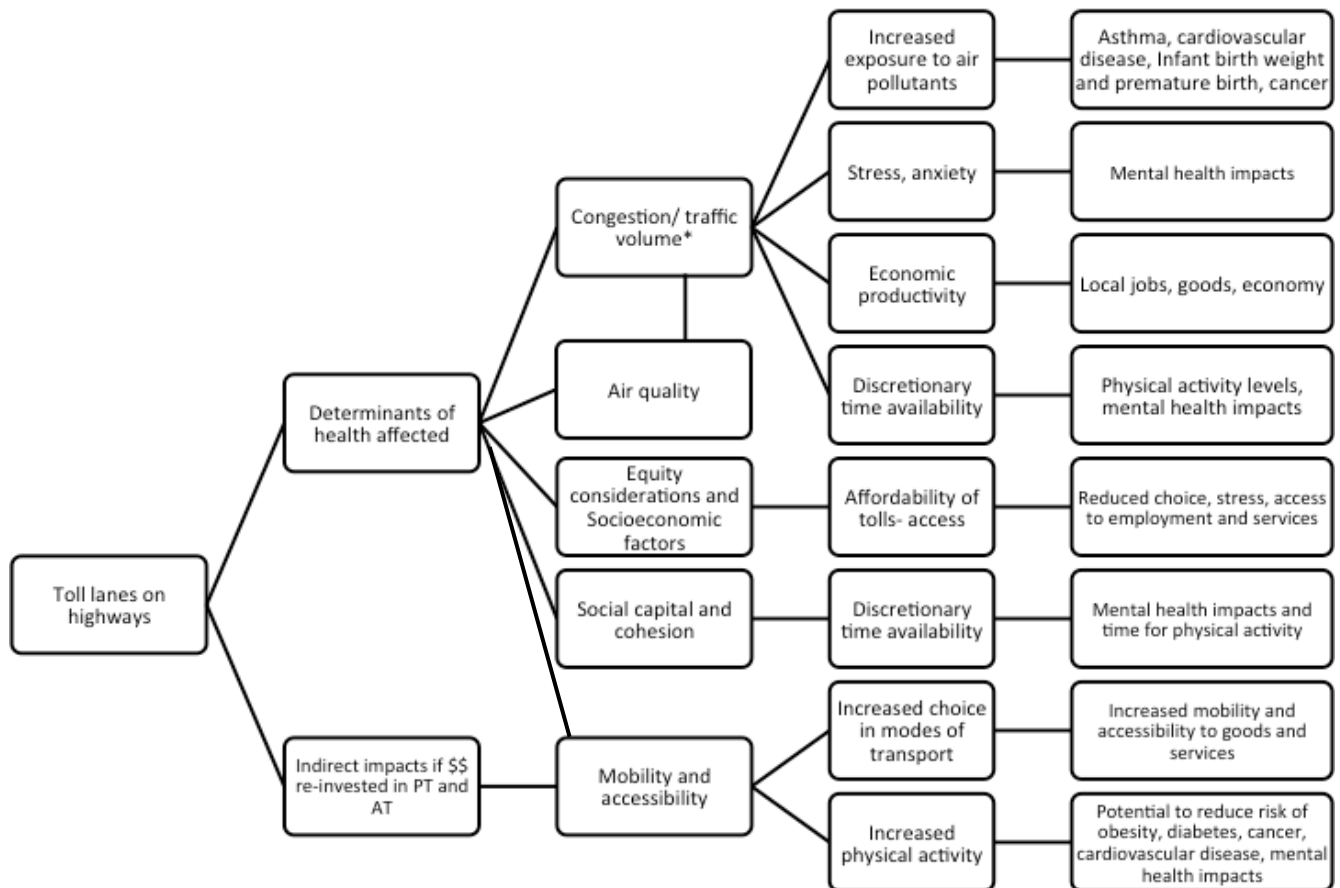 Increased
exposure to air
pollutants
Asthma, cardiovascular
disease, Infant birth weight
and premature birth, cancer
Stress, anxiety
Mental health impacts
Congestion/ traffic
volume*
Economic
productivity
Local jobs, goods, economy
Air quality
Discretionary
time availability
Physical activity levels,
mental health impacts
Determinants of
health affected
Equity
considerations and
Socioeconomic
factors
Affordability of
tolls- access
Reduced choice, stress, access
to employment and services
Toll lanes on
highways
Social capital and
cohesion
Discretionary
time availability
Mental health impacts and
time for physical activity
Increased choice
in modes of
transport
Increased mobility and
accessibility to goods and
services
Indirect impacts if $$
re-invested in PT and
AT
Mobility and
accessibility
Increased
physical activity
Potential to reduce risk of
obesity, diabetes, cancer,
cardiovascular disease, mental
health impacts